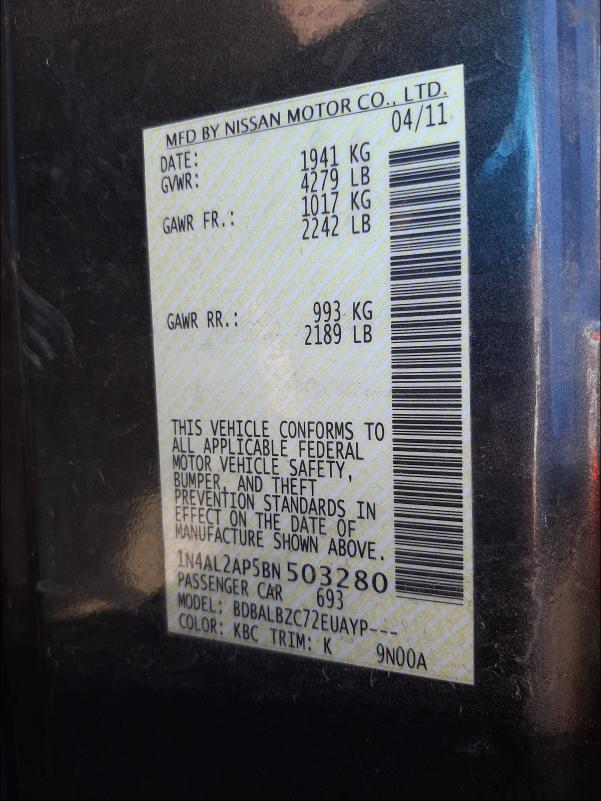 MFD BY NISSAN MOTOR CO., LTD.
DATE: 04/11
GVWR: 1941 KG
4279 LB
GAWR FR.: 1017 KG
2242 LB
GAWR RR.: 993 KG
2189 LB
THIS VEHICLE CONFORMS TO
ALL APPLICABLE FEDERAL
MOTOR VEHICLE SAFETY,
BUMPER, AND THEFT
PREVENTION STANDARDS IN
EFFECT ON THE DATE OF
MANUFACTURE SHOWN ABOVE.
1N4AL2AP5BN503280
PASSENGER CAR 693
MODEL: BDBALBZC72EUAYP---
COLOR: KBC TRIM: K 9N00A